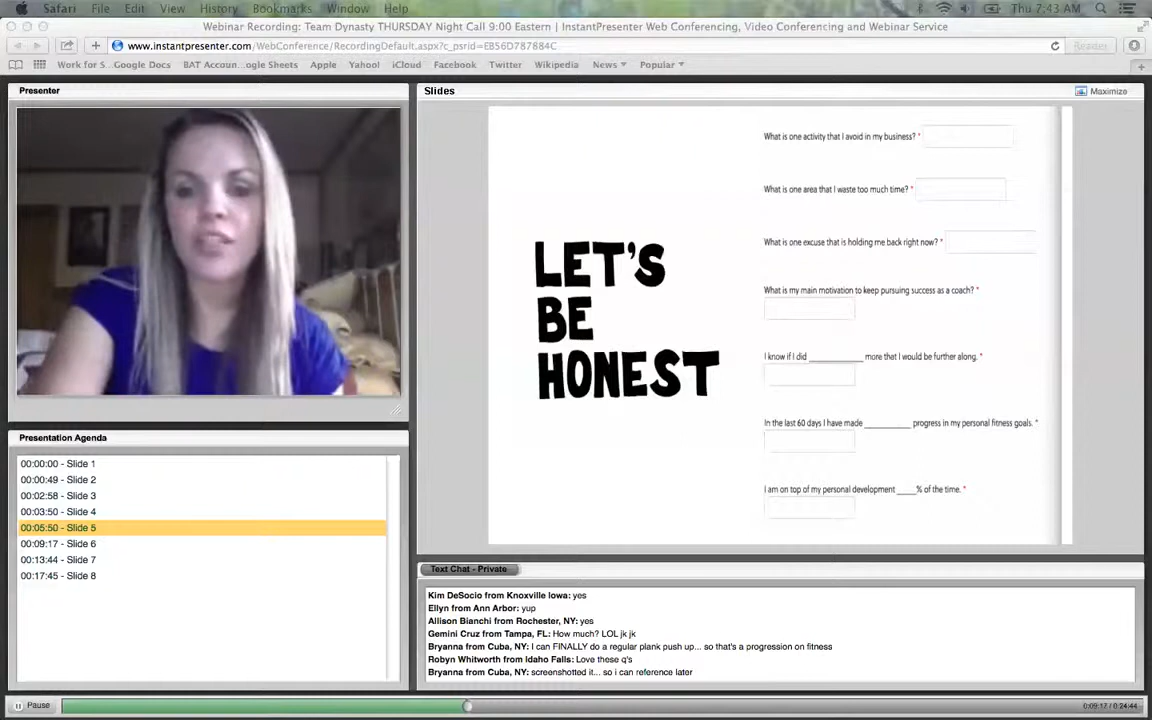 Safari File Edit View History Bookmarks Window Help Thu 7:43 AM
Webinar Recording: Team Dynasty THURSDAY Night Call 9:00 Eastern | InstantPresenter Web Conferencing, Video Conferencing and Webinar Service
www.instantpresenter.com/WebConference/RecordingDefault.aspx?c_psrid=EB56D787884C Reader
Work for S... Google Docs BAT Accoun...ogle Sheets Apple Yahoo! iCloud Facebook Twitter Wikipedia News Popular
Presenter
Slides
Maximize
LET'S
BE
HONEST
What is one activity that I avoid in my business? *
What is one area that I waste too much time? *
What is one excuse that is holding me back right now? *
What is my main motivation to keep pursuing success as a coach? *
I know if I did ____________ more that I would be further along. *
In the last 60 days I have made __________ progress in my personal fitness goals. *
I am on top of my personal development ____% of the time. *
Presentation Agenda
00:00:00 - Slide 1
00:00:49 - Slide 2
00:02:58 - Slide 3
00:03:50 - Slide 4
00:05:50 - Slide 5
00:09:17 - Slide 6
00:13:44 - Slide 7
00:17:45 - Slide 8
Text Chat - Private
Kim DeSocio from Knoxville Iowa: yes
Ellyn from Ann Arbor: yup
Allison Bianchi from Rochester, NY: yes
Gemini Cruz from Tampa, FL: How much? LOL jk jk
Bryanna from Cuba, NY: I can FINALLY do a regular plank push up... so that's a progression on fitness
Robyn Whitworth from Idaho Falls: Love these q's
Bryanna from Cuba, NY: screenshotted it... so i can reference later
Pause
0:09:17 / 0:24:44